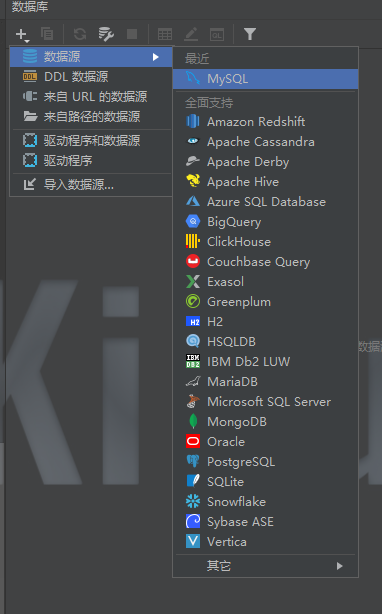 数据库
数据源
DDL 数据源
来自 URL 的数据源
来自路径的数据源
驱动程序和数据源
驱动程序
导入数据源...
最近
MySQL
全面支持
Amazon Redshift
Apache Cassandra
Apache Derby
Apache Hive
Azure SQL Database
BigQuery
ClickHouse
Couchbase Query
Exasol
Greenplum
H2
HSQLDB
IBM Db2 LUW
MariaDB
Microsoft SQL Server
MongoDB
Oracle
PostgreSQL
SQLite
Snowflake
Sybase ASE
Vertica
其它
数据源